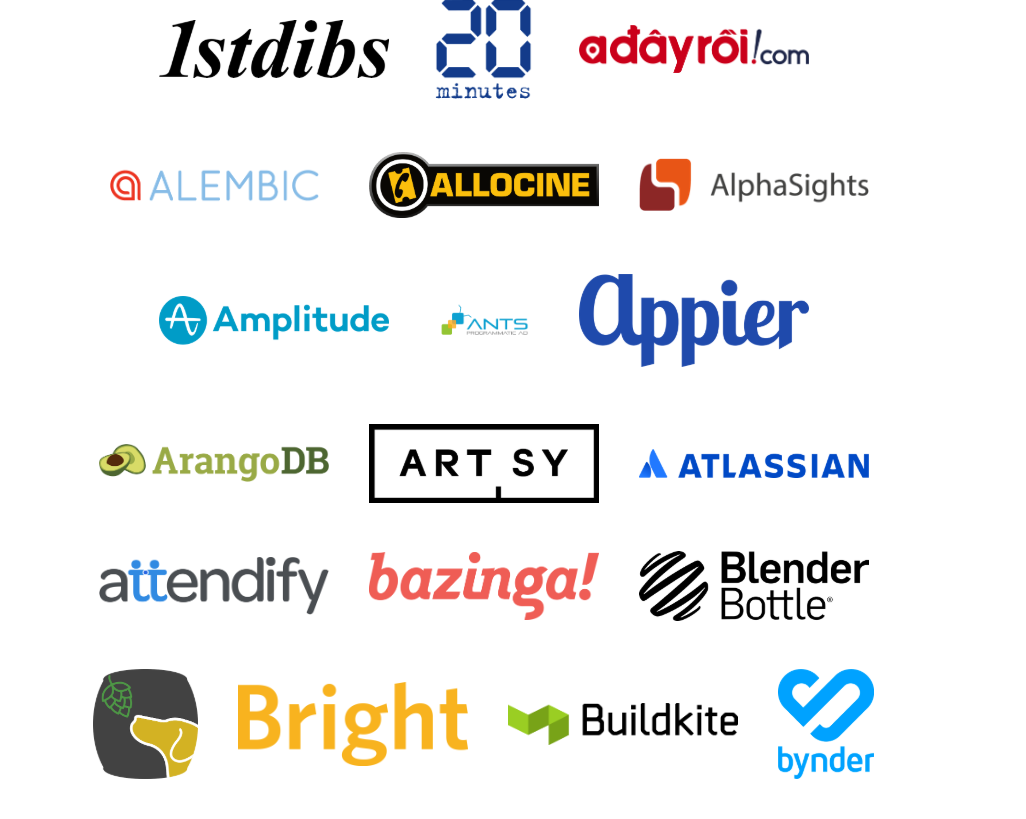 1stdibs
20
minutes
ađâyrồi!com
ALEMBIC
ALLOCINE
AlphaSights
Amplitude
ANTS
PROGRAMMATIC AD
Appier
ArangoDB
ARTSY
ATLASSIAN
attendify
bazinga!
Blender
Bottle®
Bright
Buildkite
bynder